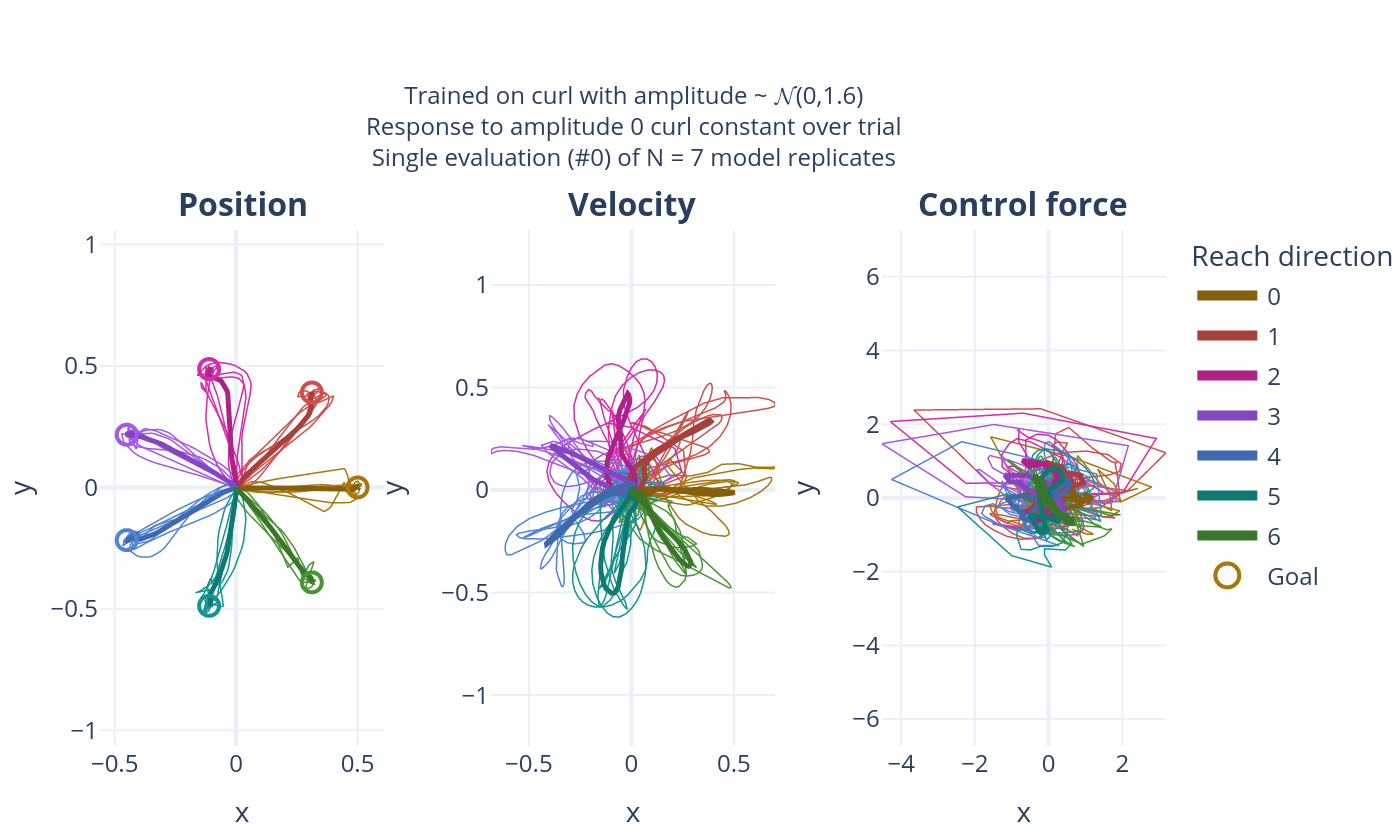 Trained on curl with amplitude ~ 𝒩(0,1.6)
Response to amplitude 0 curl constant over trial
Single evaluation (#0) of N = 7 model replicates
Position
1
0.5
0
−0.5
−1
y
−0.5 0 0.5
x
Velocity
1
0.5
0
−0.5
−1
y
−0.5 0 0.5
x
Control force
6
4
2
0
−2
−4
−6
y
−4 −2 0 2
x
Reach direction
0
1
2
3
4
5
6
Goal